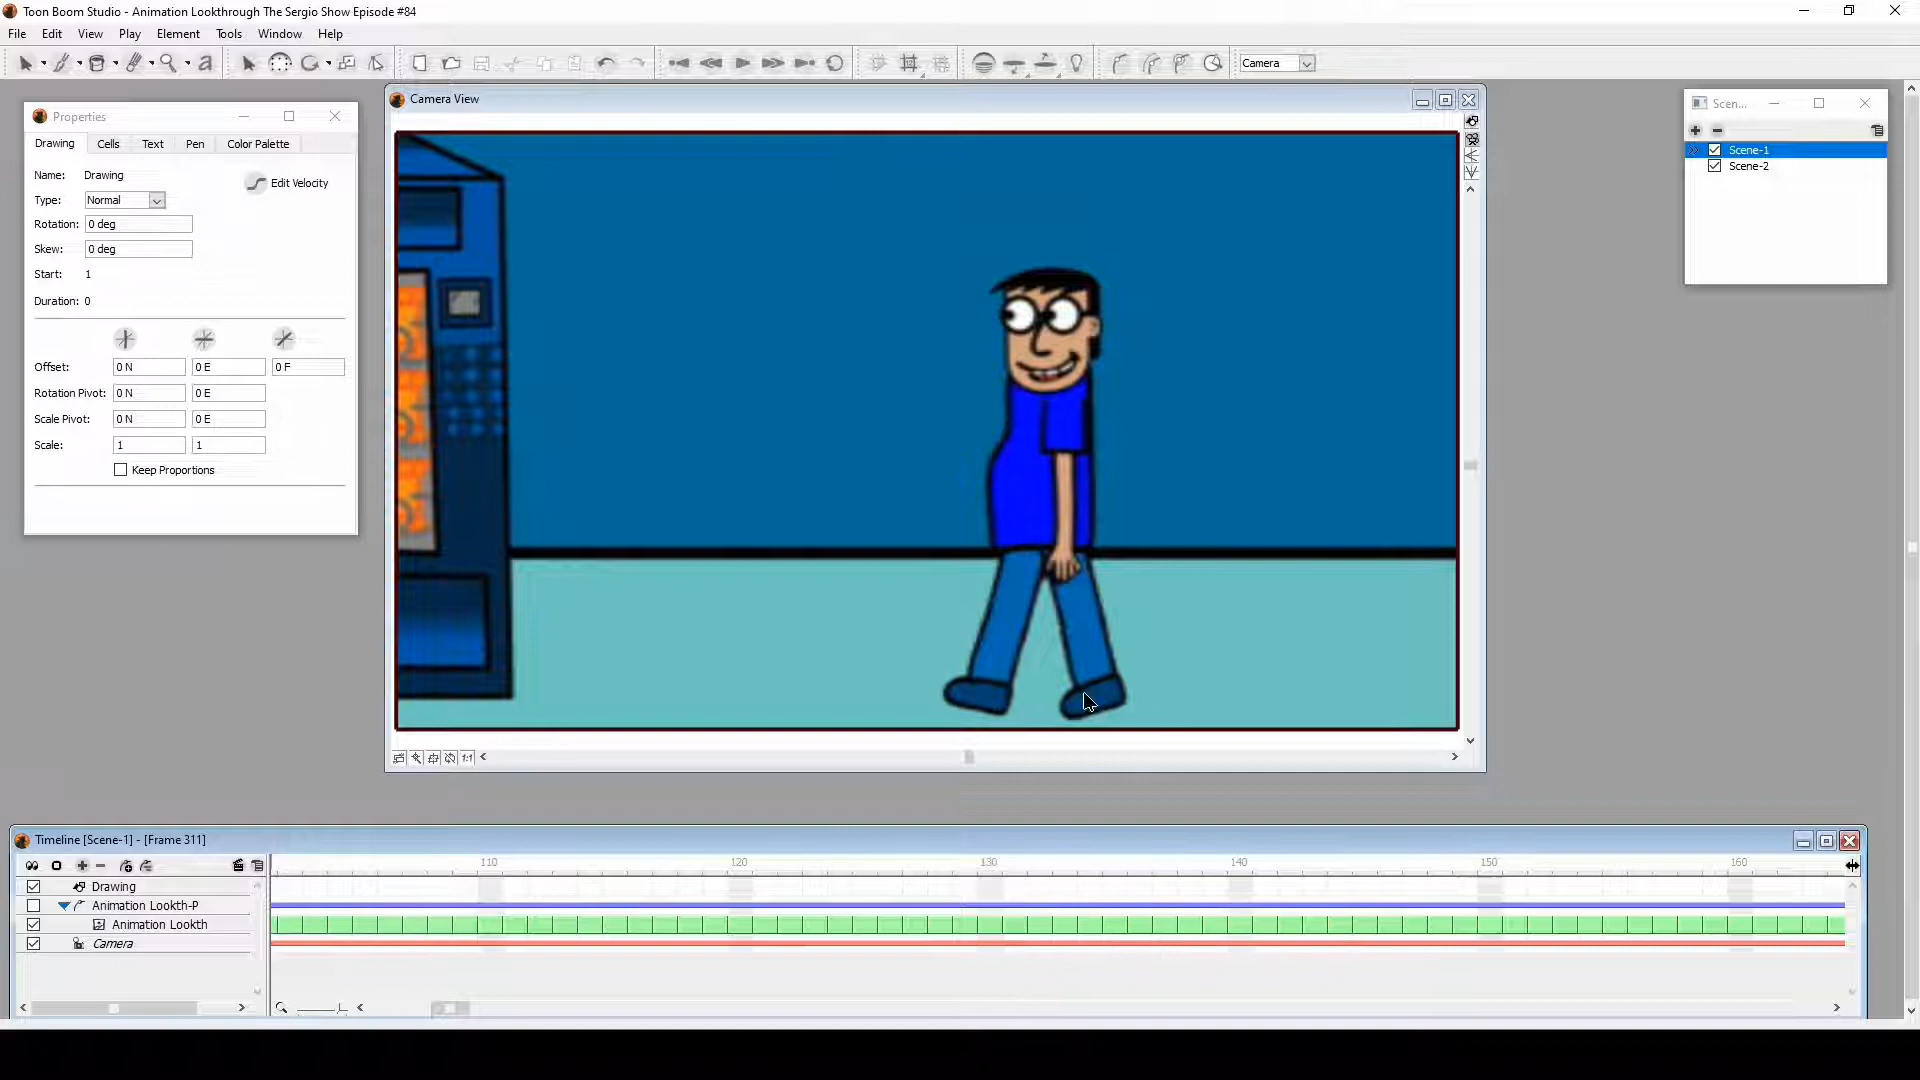 Toon Boom Studio - Animation Lookthrough The Sergio Show Episode #84
File Edit View Play Element Tools Window Help
Camera
Properties
Drawing Cells Text Pen Color Palette
Name: Drawing
Edit Velocity
Type: Normal
Rotation: 0 deg
Skew: 0 deg
Start: 1
Duration: 0
Offset: 0 N 0 E 0 F
Rotation Pivot: 0 N 0 E
Scale Pivot: 0 N 0 E
Scale: 1 1
Keep Proportions
Camera View
1:1
Scen...
Scene-1
Scene-2
Timeline [Scene-1] - [Frame 311]
110 120 130 140 150 160
Drawing
Animation Lookth-P
Animation Lookth
Camera